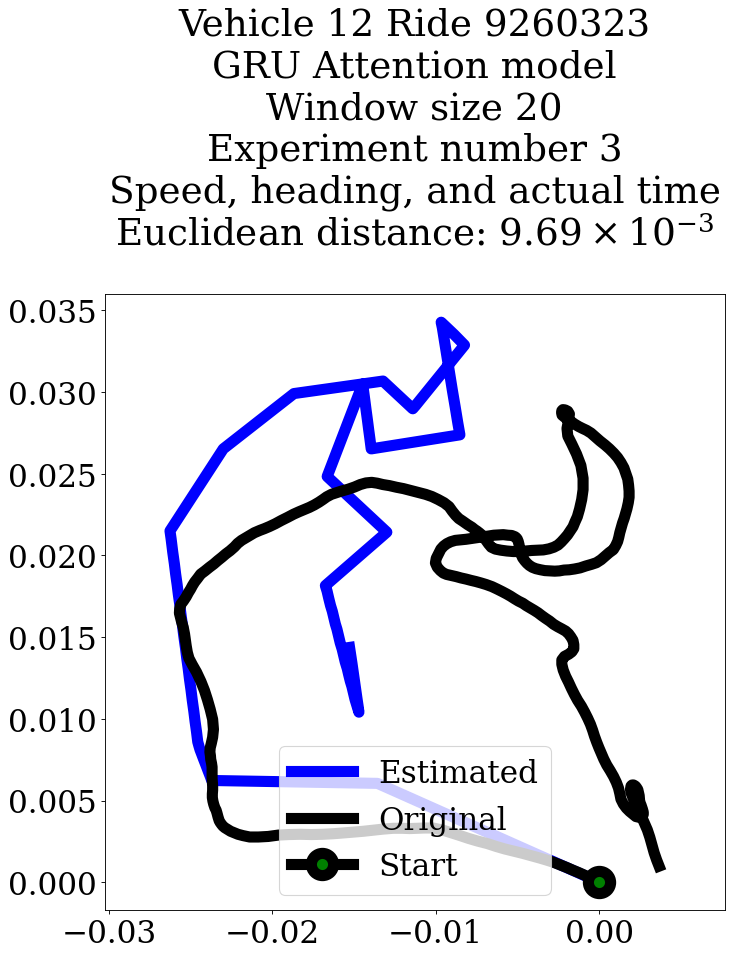 Vehicle 12 Ride 9260323
GRU Attention model
Window size 20
Experiment number 3
Speed, heading, and actual time
Euclidean distance: 9.69 × 10⁻³
0.035
0.030
0.025
0.020
0.015
0.010
0.005
0.000
Estimated
Original
Start
−0.03 −0.02 −0.01 0.00